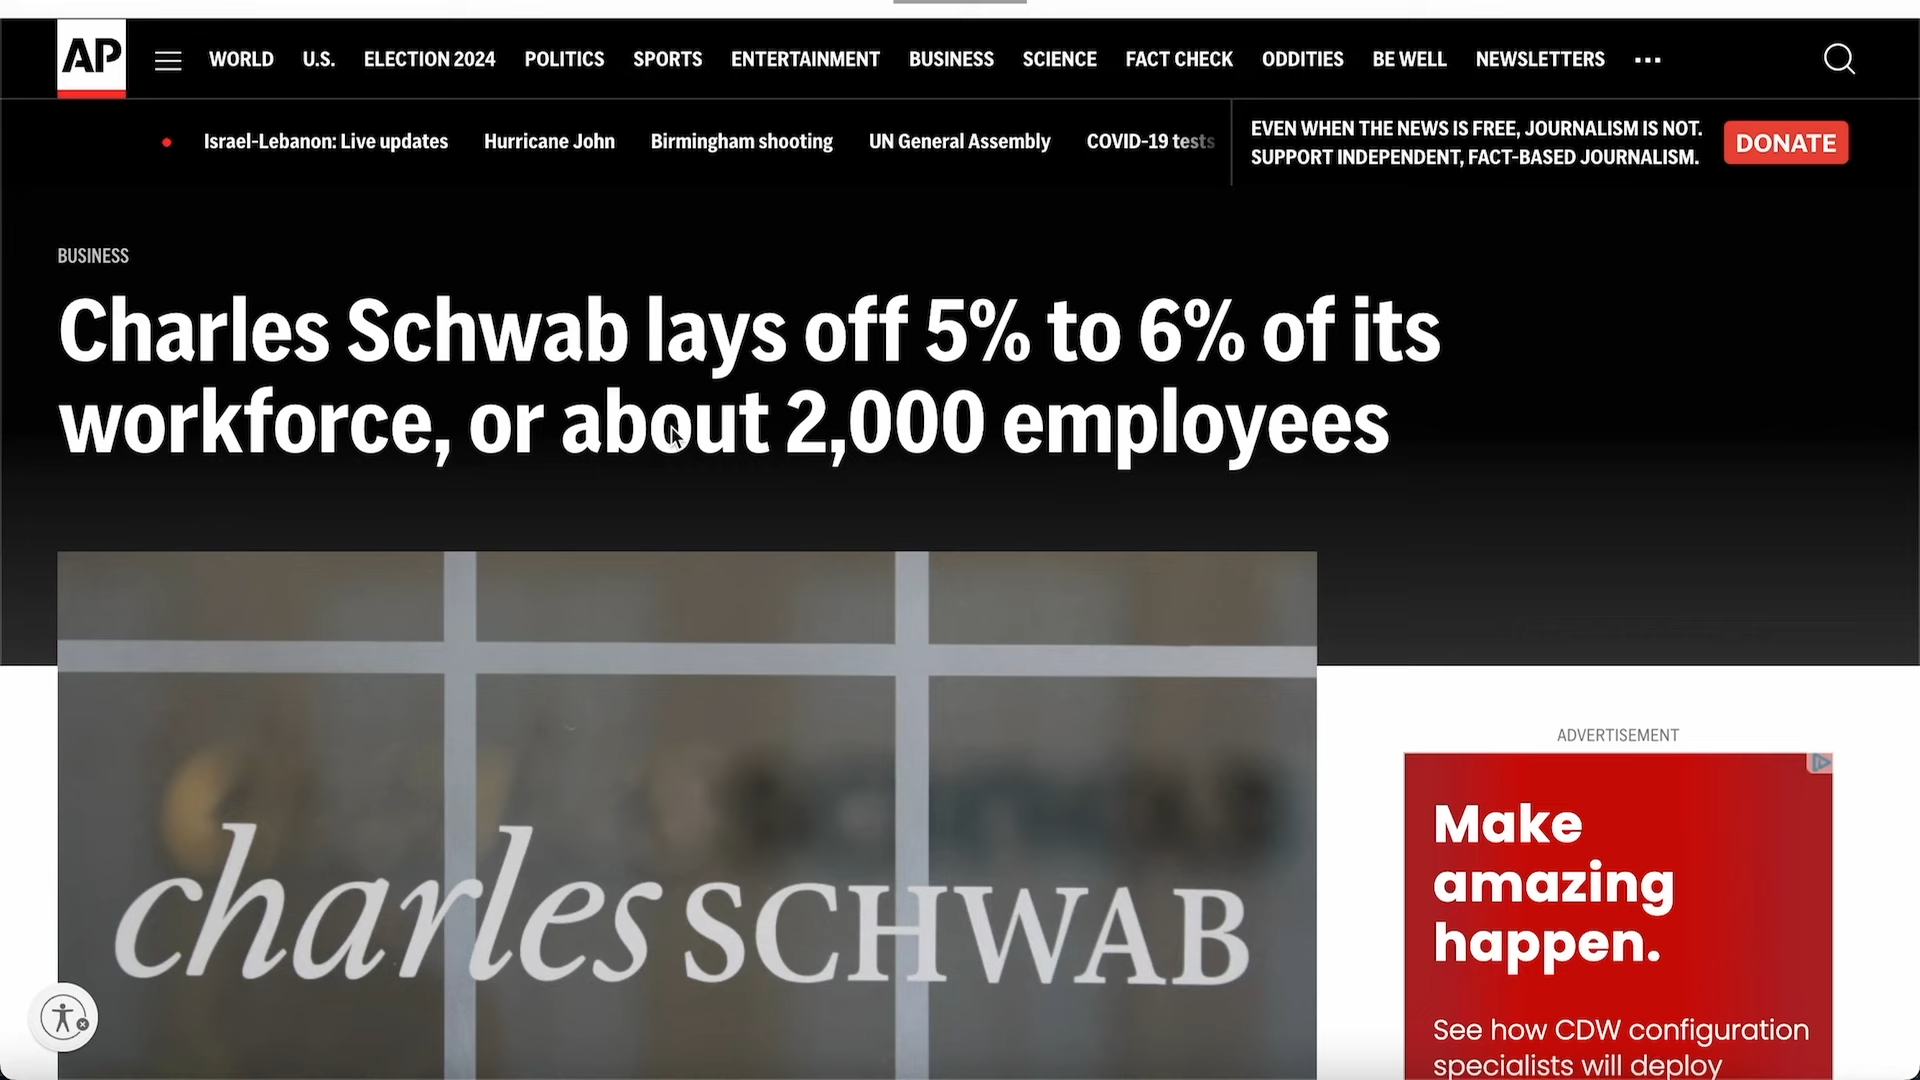 AP
WORLD U.S. ELECTION 2024 POLITICS SPORTS ENTERTAINMENT BUSINESS SCIENCE FACT CHECK ODDITIES BE WELL NEWSLETTERS ...
Israel-Lebanon: Live updates Hurricane John Birmingham shooting UN General Assembly COVID-19 tests
EVEN WHEN THE NEWS IS FREE, JOURNALISM IS NOT.
SUPPORT INDEPENDENT, FACT-BASED JOURNALISM.
DONATE
BUSINESS
Charles Schwab lays off 5% to 6% of its
workforce, or about 2,000 employees
charles SCHWAB
ADVERTISEMENT
Make
amazing
happen.
See how CDW configuration
specialists will deploy